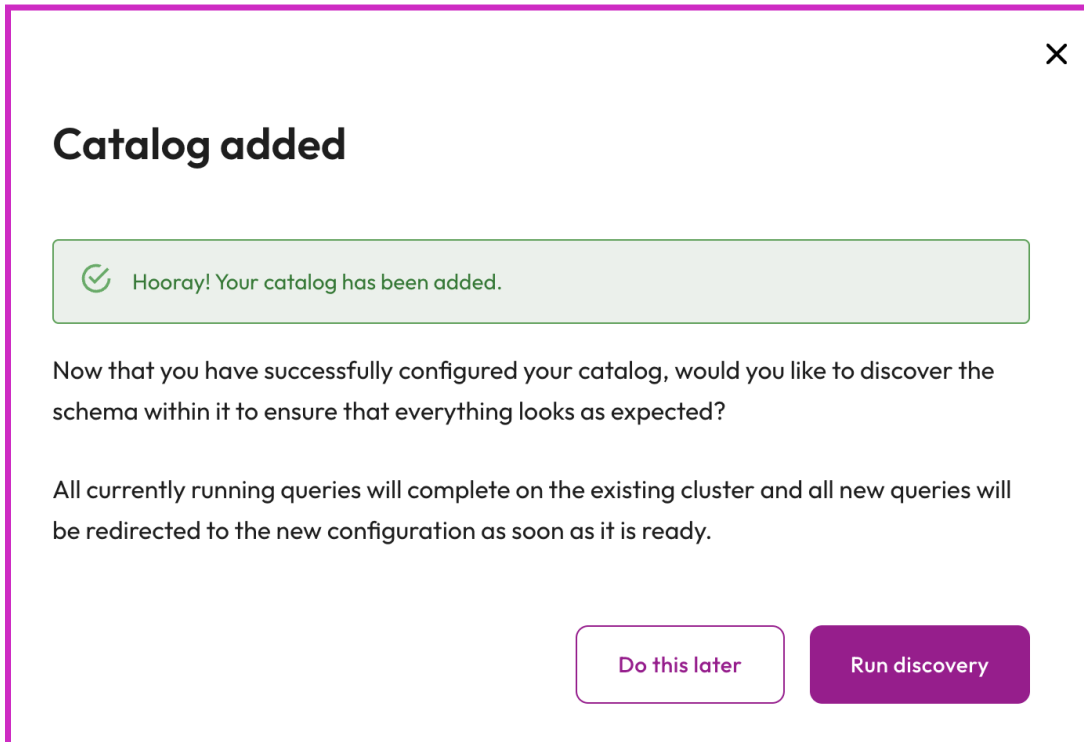 Catalog added
Hooray! Your catalog has been added.
Now that you have successfully configured your catalog, would you like to discover the
schema within it to ensure that everything looks as expected?
All currently running queries will complete on the existing cluster and all new queries will
be redirected to the new configuration as soon as it is ready.
Do this later
Run discovery